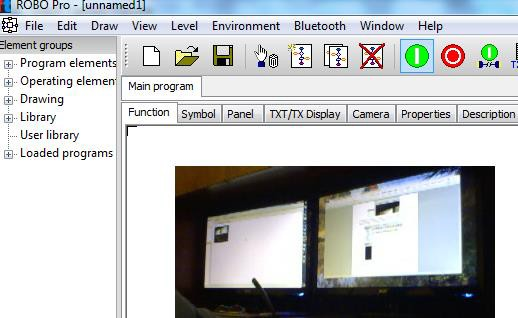 ROBO Pro - [unnamed1]
File Edit Draw View Level Environment Bluetooth Window Help
Element groups
Program elements
Operating elemen
Drawing
Library
User library
Loaded programs
Main program
Function Symbol Panel TXT/TX Display Camera Properties Description